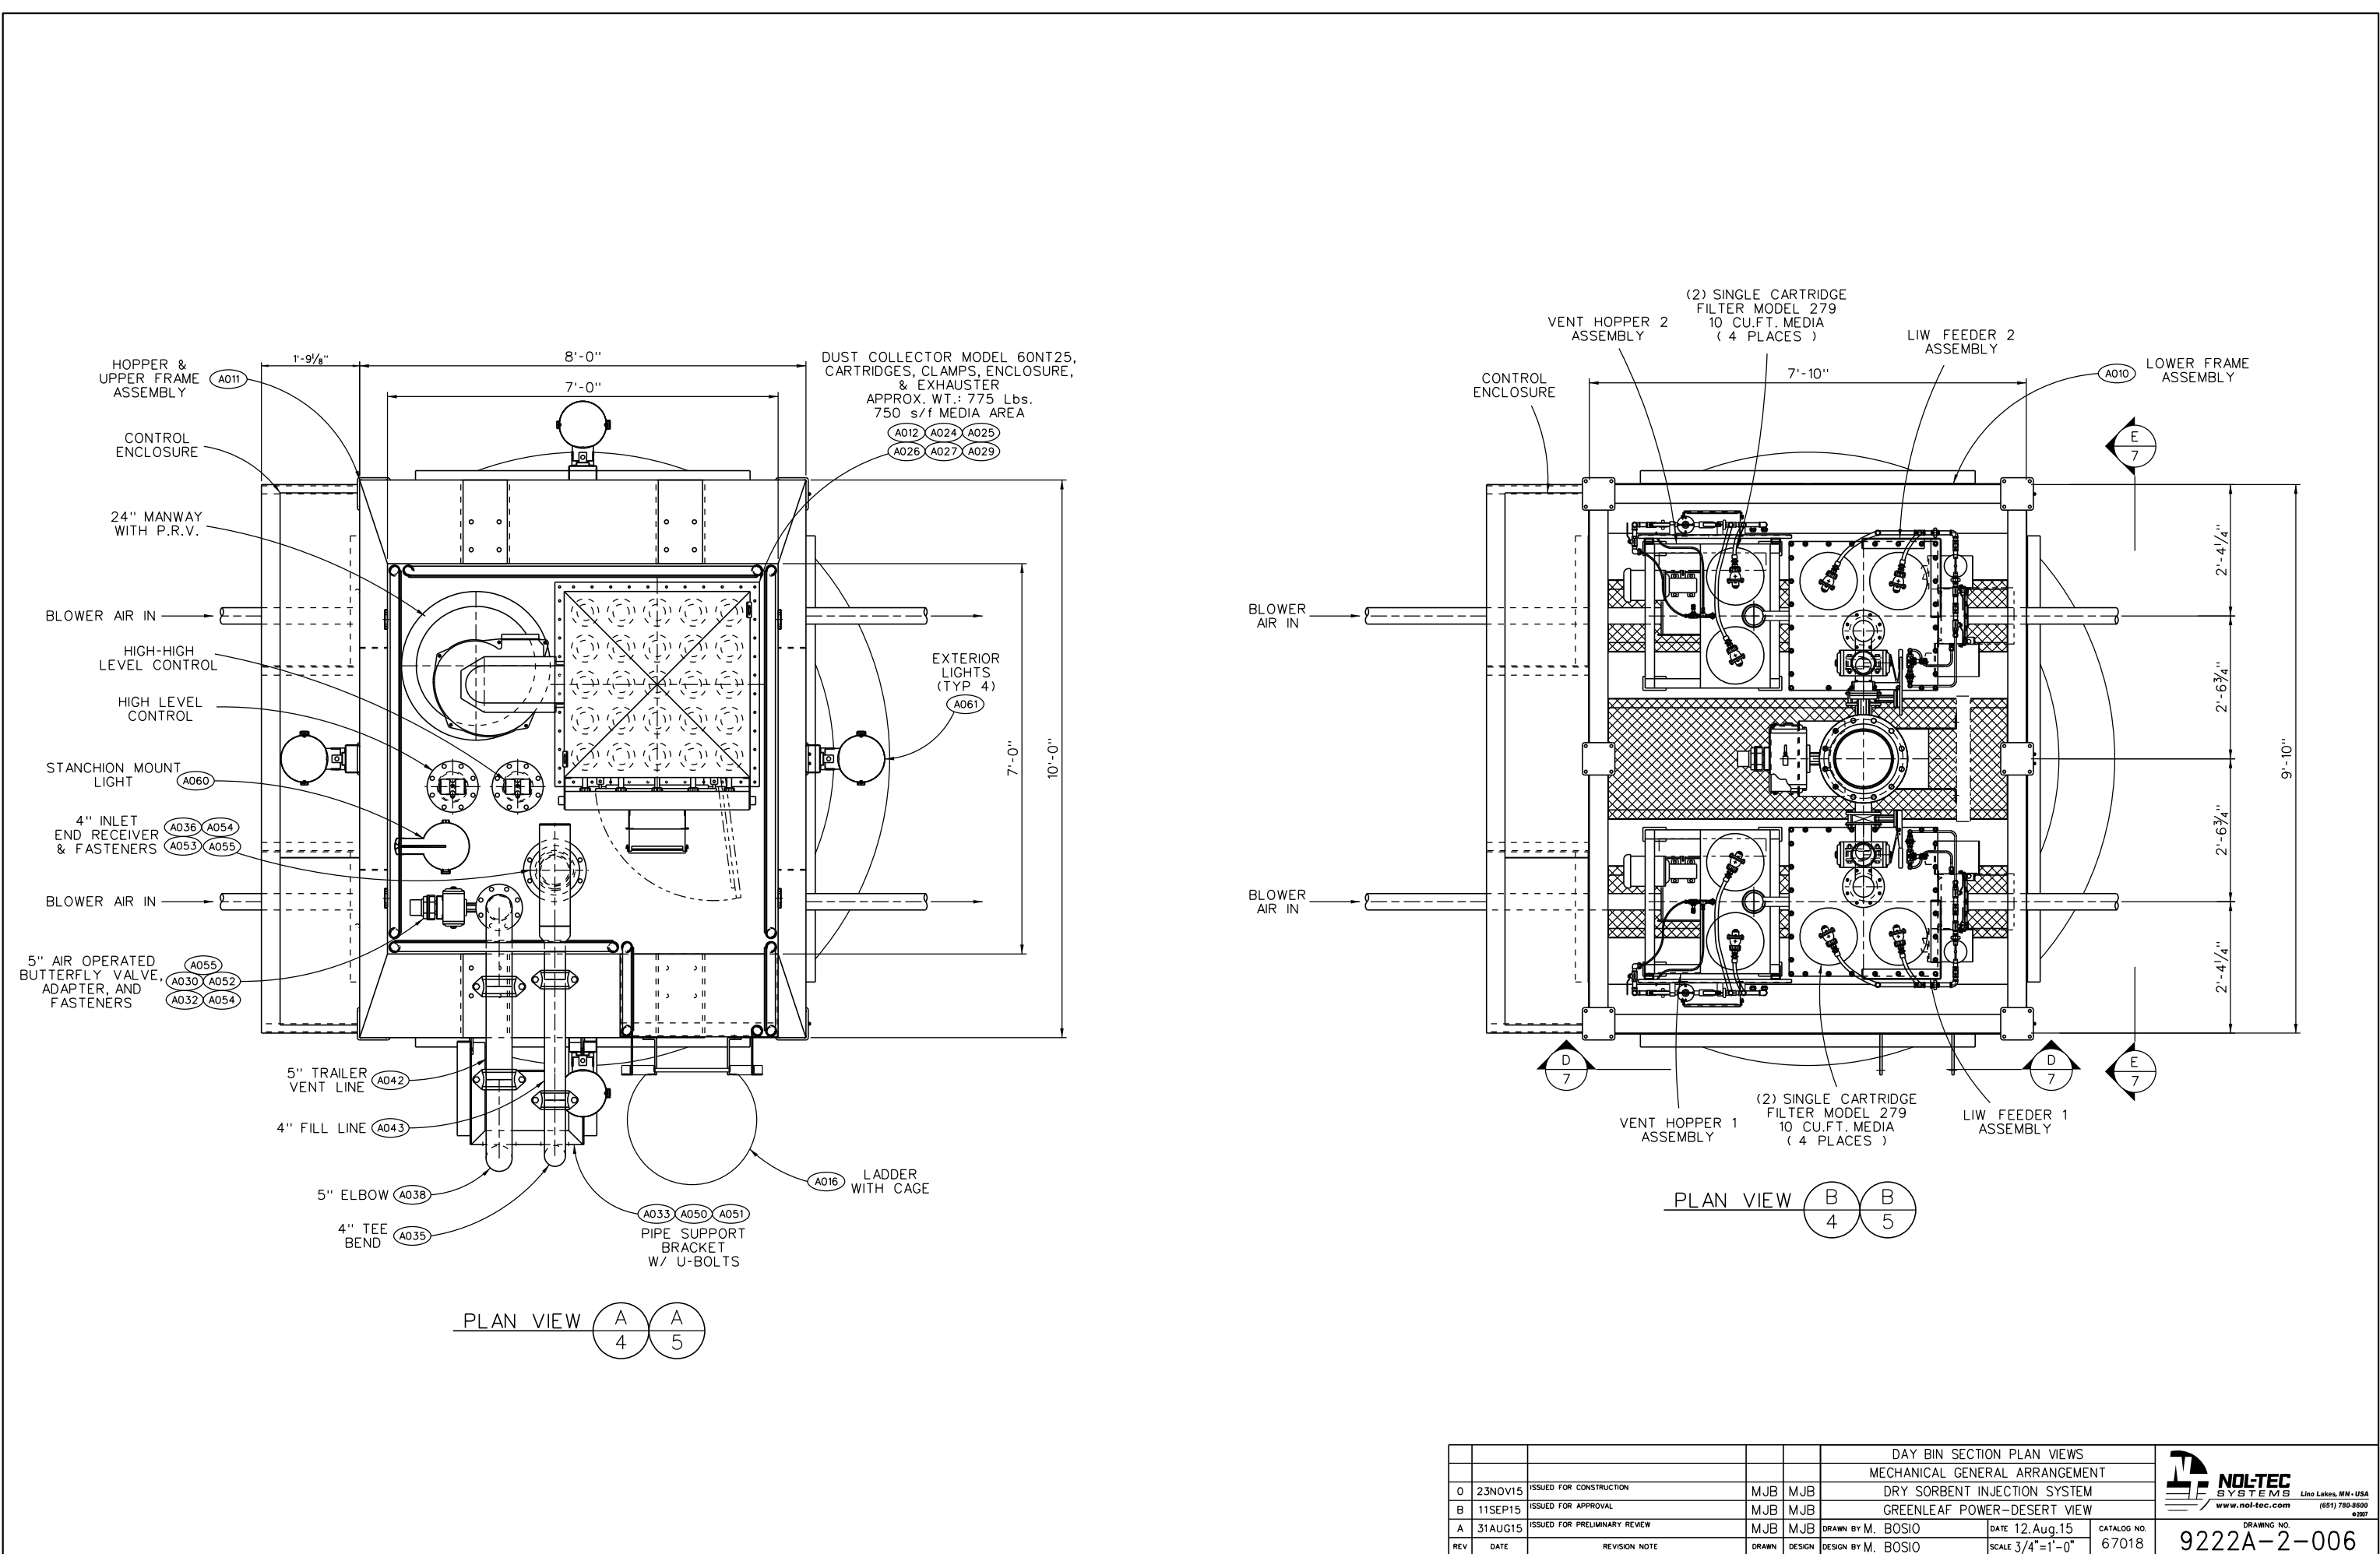 1'-9⅛"
8'-0"
7'-0"
HOPPER &
UPPER FRAME
ASSEMBLY
A011
CONTROL
ENCLOSURE
24" MANWAY
WITH P.R.V.
BLOWER AIR IN
HIGH-HIGH
LEVEL CONTROL
HIGH LEVEL
CONTROL
STANCHION MOUNT
LIGHT
A060
4" INLET
END RECEIVER
& FASTENERS
A036 A054
A053 A055
BLOWER AIR IN
5" AIR OPERATED
BUTTERFLY VALVE,
ADAPTER, AND
FASTENERS
A055
A030 A052
A032 A054
5" TRAILER
VENT LINE
A042
4" FILL LINE A043
5" ELBOW A038
4" TEE
BEND
A035
A033 A050 A051
PIPE SUPPORT
BRACKET
W/ U-BOLTS
A016
LADDER
WITH CAGE
DUST COLLECTOR MODEL 60NT25,
CARTRIDGES, CLAMPS, ENCLOSURE,
& EXHAUSTER
APPROX. WT.: 775 Lbs.
750 s/f MEDIA AREA
A012 A024 A025
A026 A027 A029
EXTERIOR
LIGHTS
(TYP 4)
A061
7'-0"
10'-0"
PLAN VIEW
A
4
A
5
(2) SINGLE CARTRIDGE
FILTER MODEL 279
10 CU.FT. MEDIA
( 4 PLACES )
VENT HOPPER 2
ASSEMBLY
LIW FEEDER 2
ASSEMBLY
CONTROL
ENCLOSURE
7'-10"
A010
LOWER FRAME
ASSEMBLY
E
7
BLOWER
AIR IN
BLOWER
AIR IN
2'-4¼"
2'-6¾"
2'-6¾"
2'-4¼"
9'-10"
D
7
D
7
E
7
VENT HOPPER 1
ASSEMBLY
(2) SINGLE CARTRIDGE
FILTER MODEL 279
10 CU.FT. MEDIA
( 4 PLACES )
LIW FEEDER 1
ASSEMBLY
PLAN VIEW
B
4
B
5
DAY BIN SECTION PLAN VIEWS
MECHANICAL GENERAL ARRANGEMENT
0 23NOV15 ISSUED FOR CONSTRUCTION MJB MJB DRY SORBENT INJECTION SYSTEM
B 11SEP15 ISSUED FOR APPROVAL MJB MJB GREENLEAF POWER-DESERT VIEW
A 31AUG15 ISSUED FOR PRELIMINARY REVIEW MJB MJB DRAWN BY M. BOSIO DATE 12.Aug.15 CATALOG NO.
REV DATE REVISION NOTE DRAWN DESIGN DESIGN BY M. BOSIO SCALE 3/4"=1'-0" 67018
NT
NOL-TEC
SYSTEMS Lino Lakes, MN • USA
www.nol-tec.com (651) 780-8600
©2007
DRAWING NO.
9222A-2-006